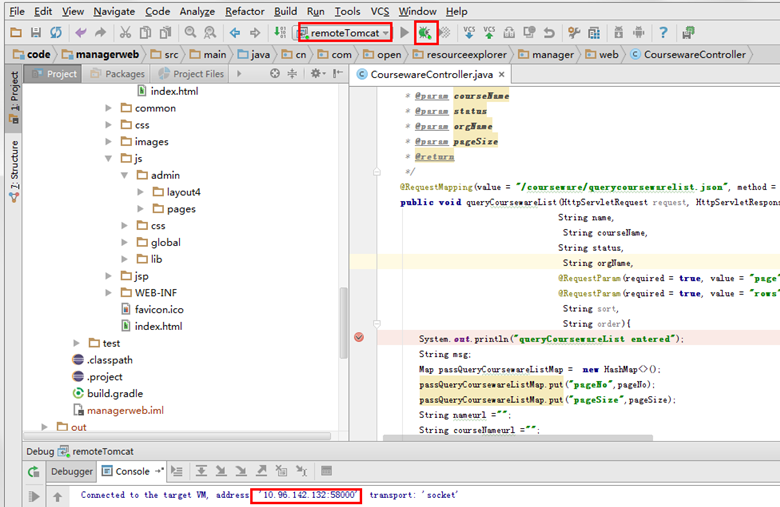 File Edit View Navigate Code Analyze Refactor Build Run Tools VCS Window Help
remoteTomcat
VCS VCS
code managerweb src main java cn com open resourceexplorer manager web CoursewareController
1: Project
7: Structure
Project Packages Project Files
index.html
common
css
images
js
admin
layout4
pages
css
global
lib
jsp
WEB-INF
favicon.ico
index.html
test
.classpath
.project
build.gradle
managerweb.iml
out
CoursewareController.java
* @param courseName
* @param status
* @param orgName
* @param pageSize
* @return
*/
@RequestMapping(value = "/courseware/querycoursewarelist.json", method =
public void queryCoursewareList(HttpServletRequest request, HttpServletRespon
String name,
String courseName,
String status,
String orgName,
@RequestParam(required = true, value = "page"
@RequestParam(required = true, value = "rows"
String sort,
String order){
System.out.println("queryCoursewareList entered");
String msg;
Map passQueryCoursewareListMap = new HashMap<>();
passQueryCoursewareListMap.put("pageNo",pageNo);
passQueryCoursewareListMap.put("pageSize",pageSize);
String nameurl ="";
String courseNameurl ="";
Debug remoteTomcat
Debugger Console
Connected to the target VM, address: '10.96.142.132:58000' transport: 'socket'